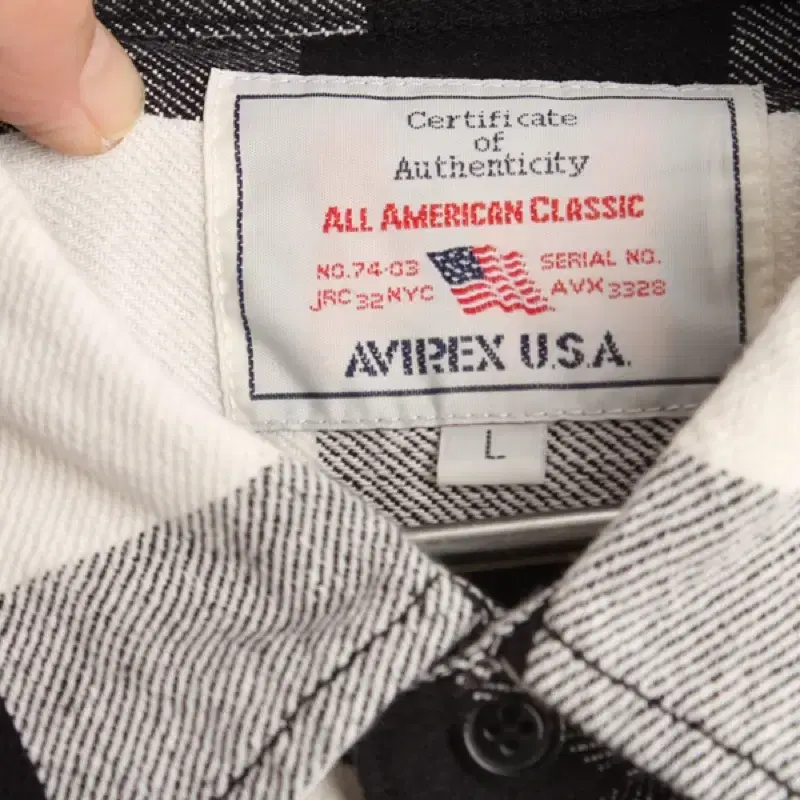 Certificate
of
Authenticity
ALL AMERICAN CLASSIC
NO.74-03 SERIAL NO.
JRC 32 NYC AVX 3328
AVIREX U.S.A.
L